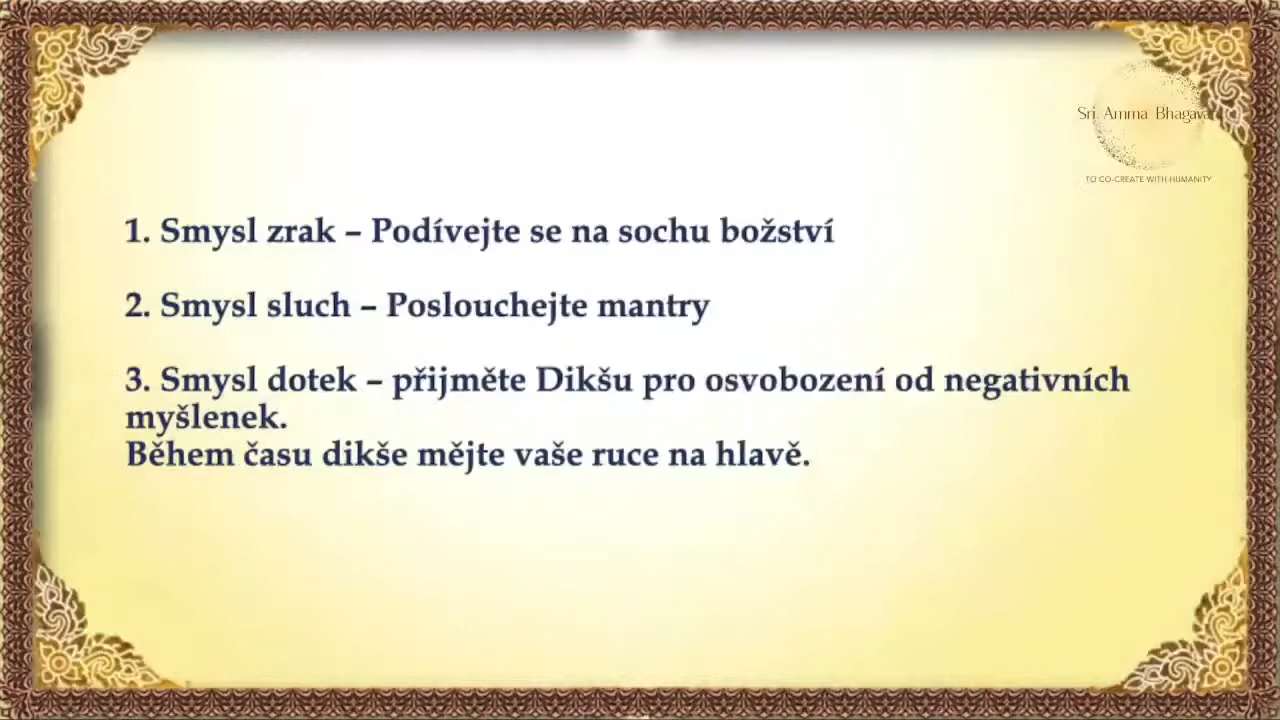 Sri Amma Bhagavan
TO CO-CREATE WITH HUMANITY
1. Smysl zrak – Podívejte se na sochu božství
2. Smysl sluch – Poslouchejte mantry
3. Smysl dotek – přijměte Dikšu pro osvobození od negativních
myšlenek.
Během času dikše mějte vaše ruce na hlavě.